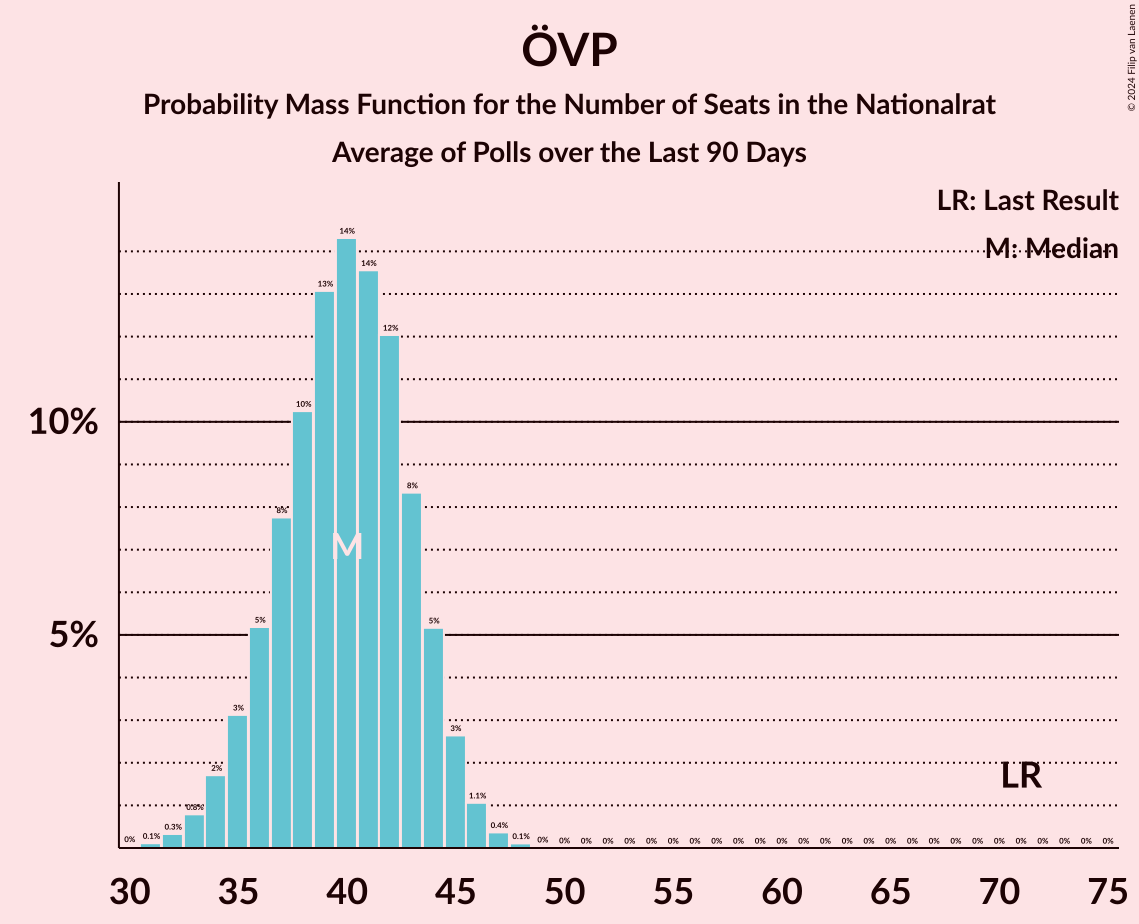 ÖVP
Probability Mass Function for the Number of Seats in the Nationalrat
Average of Polls over the Last 90 Days
© 2024 Filip van Laenen
LR: Last Result
M: Median
10%
5%
0% 0.1% 0.3% 0.8% 2% 3% 5% 8% 10% 13% 14% 14% 12% 8% 5% 3% 1.1% 0.4% 0.1% 0% 0% 0% 0% 0% 0% 0% 0% 0% 0% 0% 0% 0% 0% 0% 0% 0% 0% 0% 0% 0% 0% 0% 0% 0% 0% 0%
M
LR
30 35 40 45 50 55 60 65 70 75